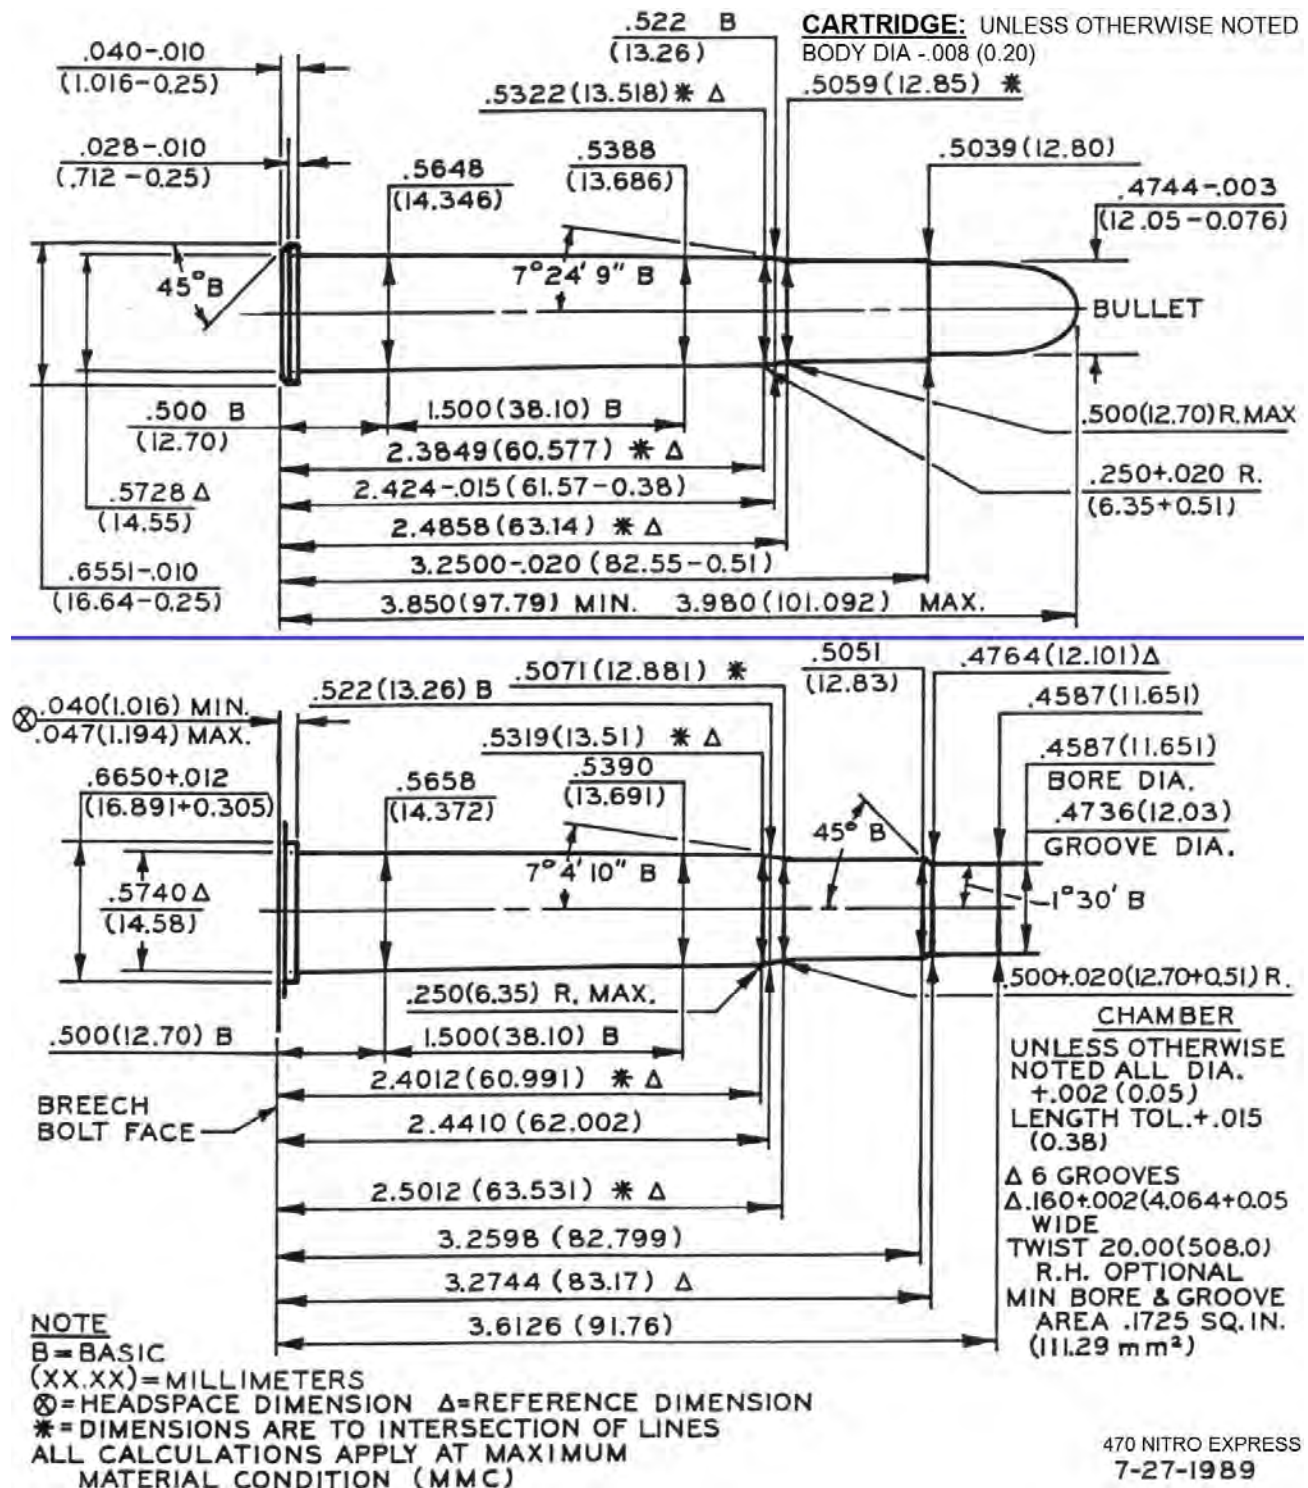 .522 B
(13.26)
CARTRIDGE: UNLESS OTHERWISE NOTED
BODY DIA -.008 (0.20)
.040-.010
(1.016-0.25)
.5322(13.518)✱ Δ
.5059(12.85) ✱
.028-.010
(.712-0.25)
.5648
(14.346)
.5388
(13.686)
.5039(12.80)
.4744-.003
(12.05-0.076)
45° B
7° 24' 9" B
BULLET
.500 B
(12.70)
1.500(38.10) B
.500(12.70)R.MAX
2.3849(60.577) ✱ Δ
.250+.020 R.
(6.35+0.51)
2.424-.015(61.57-0.38)
.5728 Δ
(14.55)
2.4858(63.14) ✱ Δ
3.2500-.020(82.55-0.51)
.6551-.010
(16.64-0.25)
3.850(97.79) MIN. 3.980(101.092) MAX.
.5071(12.881) ✱
.5051
(12.83)
.4764(12.101)Δ
.522(13.26) B
⊗ .040(1.016) MIN.
.047(1.194) MAX.
.4587(11.651)
.5319(13.51) ✱ Δ
.4587(11.651)
BORE DIA.
.6650+.012
(16.891+0.305)
.5658
(14.372)
.5390
(13.691)
.4736(12.03)
GROOVE DIA.
45° B
7° 4' 10" B
.5740Δ
(14.58)
1° 30' B
.250(6.35) R. MAX.
.500+.020(12.70+0.51) R.
.500(12.70) B
1.500(38.10) B
2.4012(60.991) ✱ Δ
BREECH
BOLT FACE
2.4410 (62.002)
2.5012(63.531) ✱ Δ
3.2598 (82.799)
3.2744 (83.17) Δ
3.6126 (91.76)
CHAMBER
UNLESS OTHERWISE
NOTED ALL DIA.
+.002 (0.05)
LENGTH TOL.+.015
(0.38)
Δ 6 GROOVES
Δ.160+.002(4.064+0.05
WIDE
TWIST 20.00(508.0)
R.H. OPTIONAL
MIN BORE & GROOVE
AREA .1725 SQ.IN.
(111.29 mm²)
NOTE
B=BASIC
(XX.XX)=MILLIMETERS
⊗=HEADSPACE DIMENSION Δ=REFERENCE DIMENSION
✱=DIMENSIONS ARE TO INTERSECTION OF LINES
ALL CALCULATIONS APPLY AT MAXIMUM
MATERIAL CONDITION (MMC)
470 NITRO EXPRESS
7-27-1989